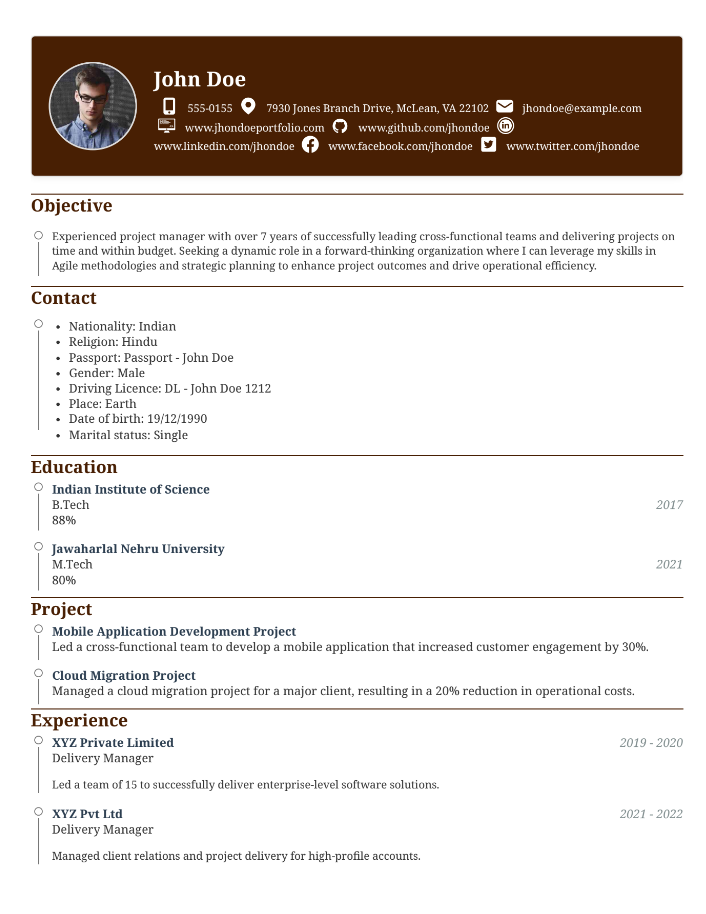 John Doe
555-0155 7930 Jones Branch Drive, McLean, VA 22102 jhondoe@example.com
www.jhondoeportfolio.com www.github.com/jhondoe
www.linkedin.com/jhondoe www.facebook.com/jhondoe www.twitter.com/jhondoe
Objective
Experienced project manager with over 7 years of successfully leading cross-functional teams and delivering projects on
time and within budget. Seeking a dynamic role in a forward-thinking organization where I can leverage my skills in
Agile methodologies and strategic planning to enhance project outcomes and drive operational efficiency.
Contact
• Nationality: Indian
• Religion: Hindu
• Passport: Passport - John Doe
• Gender: Male
• Driving Licence: DL - John Doe 1212
• Place: Earth
• Date of birth: 19/12/1990
• Marital status: Single
Education
Indian Institute of Science
B.Tech 2017
88%
Jawaharlal Nehru University
M.Tech 2021
80%
Project
Mobile Application Development Project
Led a cross-functional team to develop a mobile application that increased customer engagement by 30%.
Cloud Migration Project
Managed a cloud migration project for a major client, resulting in a 20% reduction in operational costs.
Experience
XYZ Private Limited 2019 - 2020
Delivery Manager
Led a team of 15 to successfully deliver enterprise-level software solutions.
XYZ Pvt Ltd 2021 - 2022
Delivery Manager
Managed client relations and project delivery for high-profile accounts.